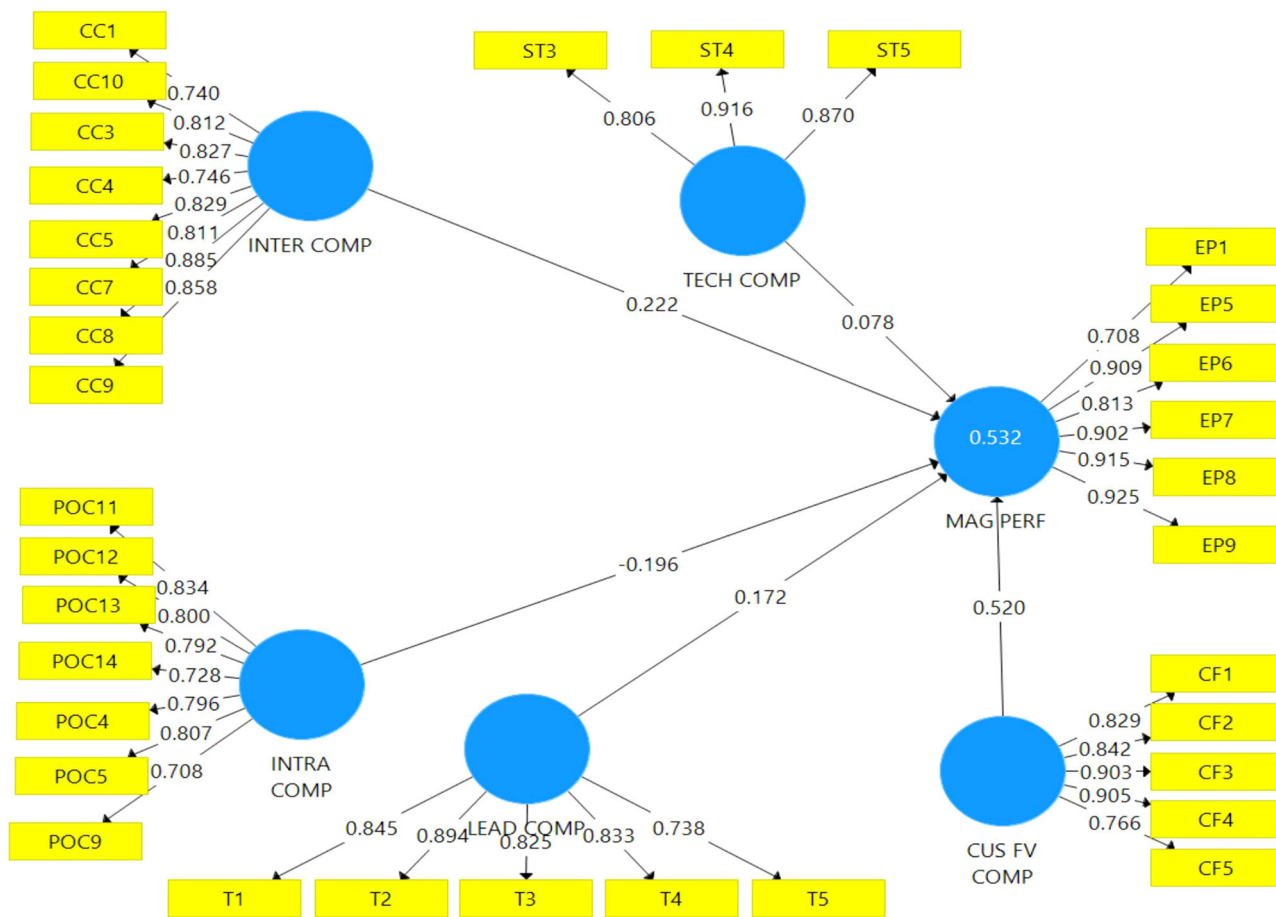 CC1
CC10
CC3
CC4
CC5
CC7
CC8
CC9
0.740
0.812
0.827
0.746
0.829
0.811
0.885
0.858
INTER COMP
ST3
ST4
ST5
0.806
0.916
0.870
TECH COMP
0.222
0.078
EP1
EP5
EP6
EP7
EP8
EP9
0.708
0.909
0.813
0.902
0.915
0.925
0.532
MAG PERF
POC11
POC12
POC13
POC14
POC4
POC5
POC9
0.834
0.800
0.792
0.728
0.796
0.807
0.708
INTRA
COMP
-0.196
0.172
0.520
LEAD COMP
0.845
0.894
0.825
0.833
0.738
T1
T2
T3
T4
T5
CF1
CF2
CF3
CF4
CF5
0.829
0.842
0.903
0.905
0.766
CUS FV
COMP